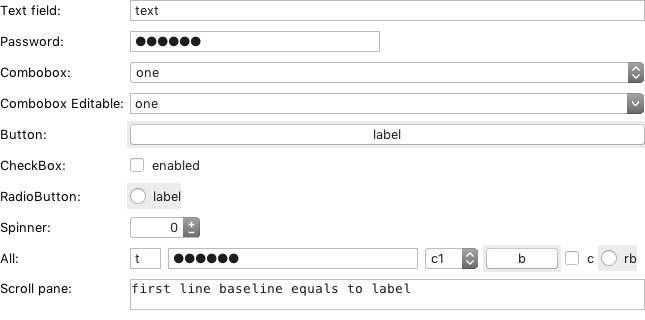 Text field: text
Password: ●●●●●●
Combobox: one
Combobox Editable: one
Button: label
CheckBox: enabled
RadioButton: label
Spinner: 0
All: t ●●●●●● c1 b c rb
Scroll pane: first line baseline equals to label